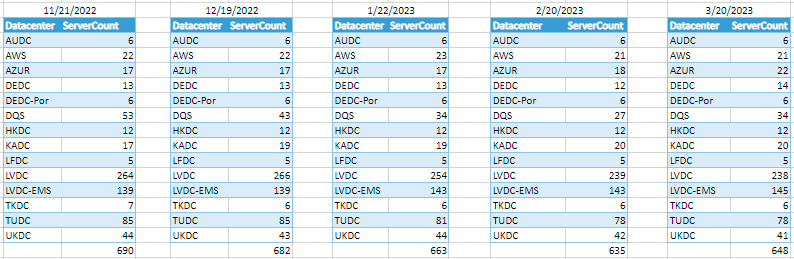 11/21/2022 12/19/2022 1/22/2023 2/20/2023 3/20/2023
Datacenter ServerCount Datacenter ServerCount Datacenter ServerCount Datacenter ServerCount Datacenter ServerCount
AUDC 6 AUDC 6 AUDC 6 AUDC 6 AUDC 6
AWS 22 AWS 22 AWS 23 AWS 21 AWS 21
AZUR 17 AZUR 17 AZUR 17 AZUR 18 AZUR 22
DEDC 13 DEDC 13 DEDC 13 DEDC 12 DEDC 14
DEDC-Por 6 DEDC-Por 6 DEDC-Por 6 DEDC-Por 6 DEDC-Por 6
DQS 53 DQS 43 DQS 34 DQS 27 DQS 34
HKDC 12 HKDC 12 HKDC 12 HKDC 12 HKDC 12
KADC 17 KADC 19 KADC 19 KADC 20 KADC 20
LFDC 5 LFDC 5 LFDC 5 LFDC 5 LFDC 5
LVDC 264 LVDC 266 LVDC 254 LVDC 239 LVDC 238
LVDC-EMS 139 LVDC-EMS 139 LVDC-EMS 143 LVDC-EMS 143 LVDC-EMS 145
TKDC 7 TKDC 6 TKDC 6 TKDC 6 TKDC 6
TUDC 85 TUDC 85 TUDC 81 TUDC 78 TUDC 78
UKDC 44 UKDC 43 UKDC 44 UKDC 42 UKDC 41
690 682 663 635 648